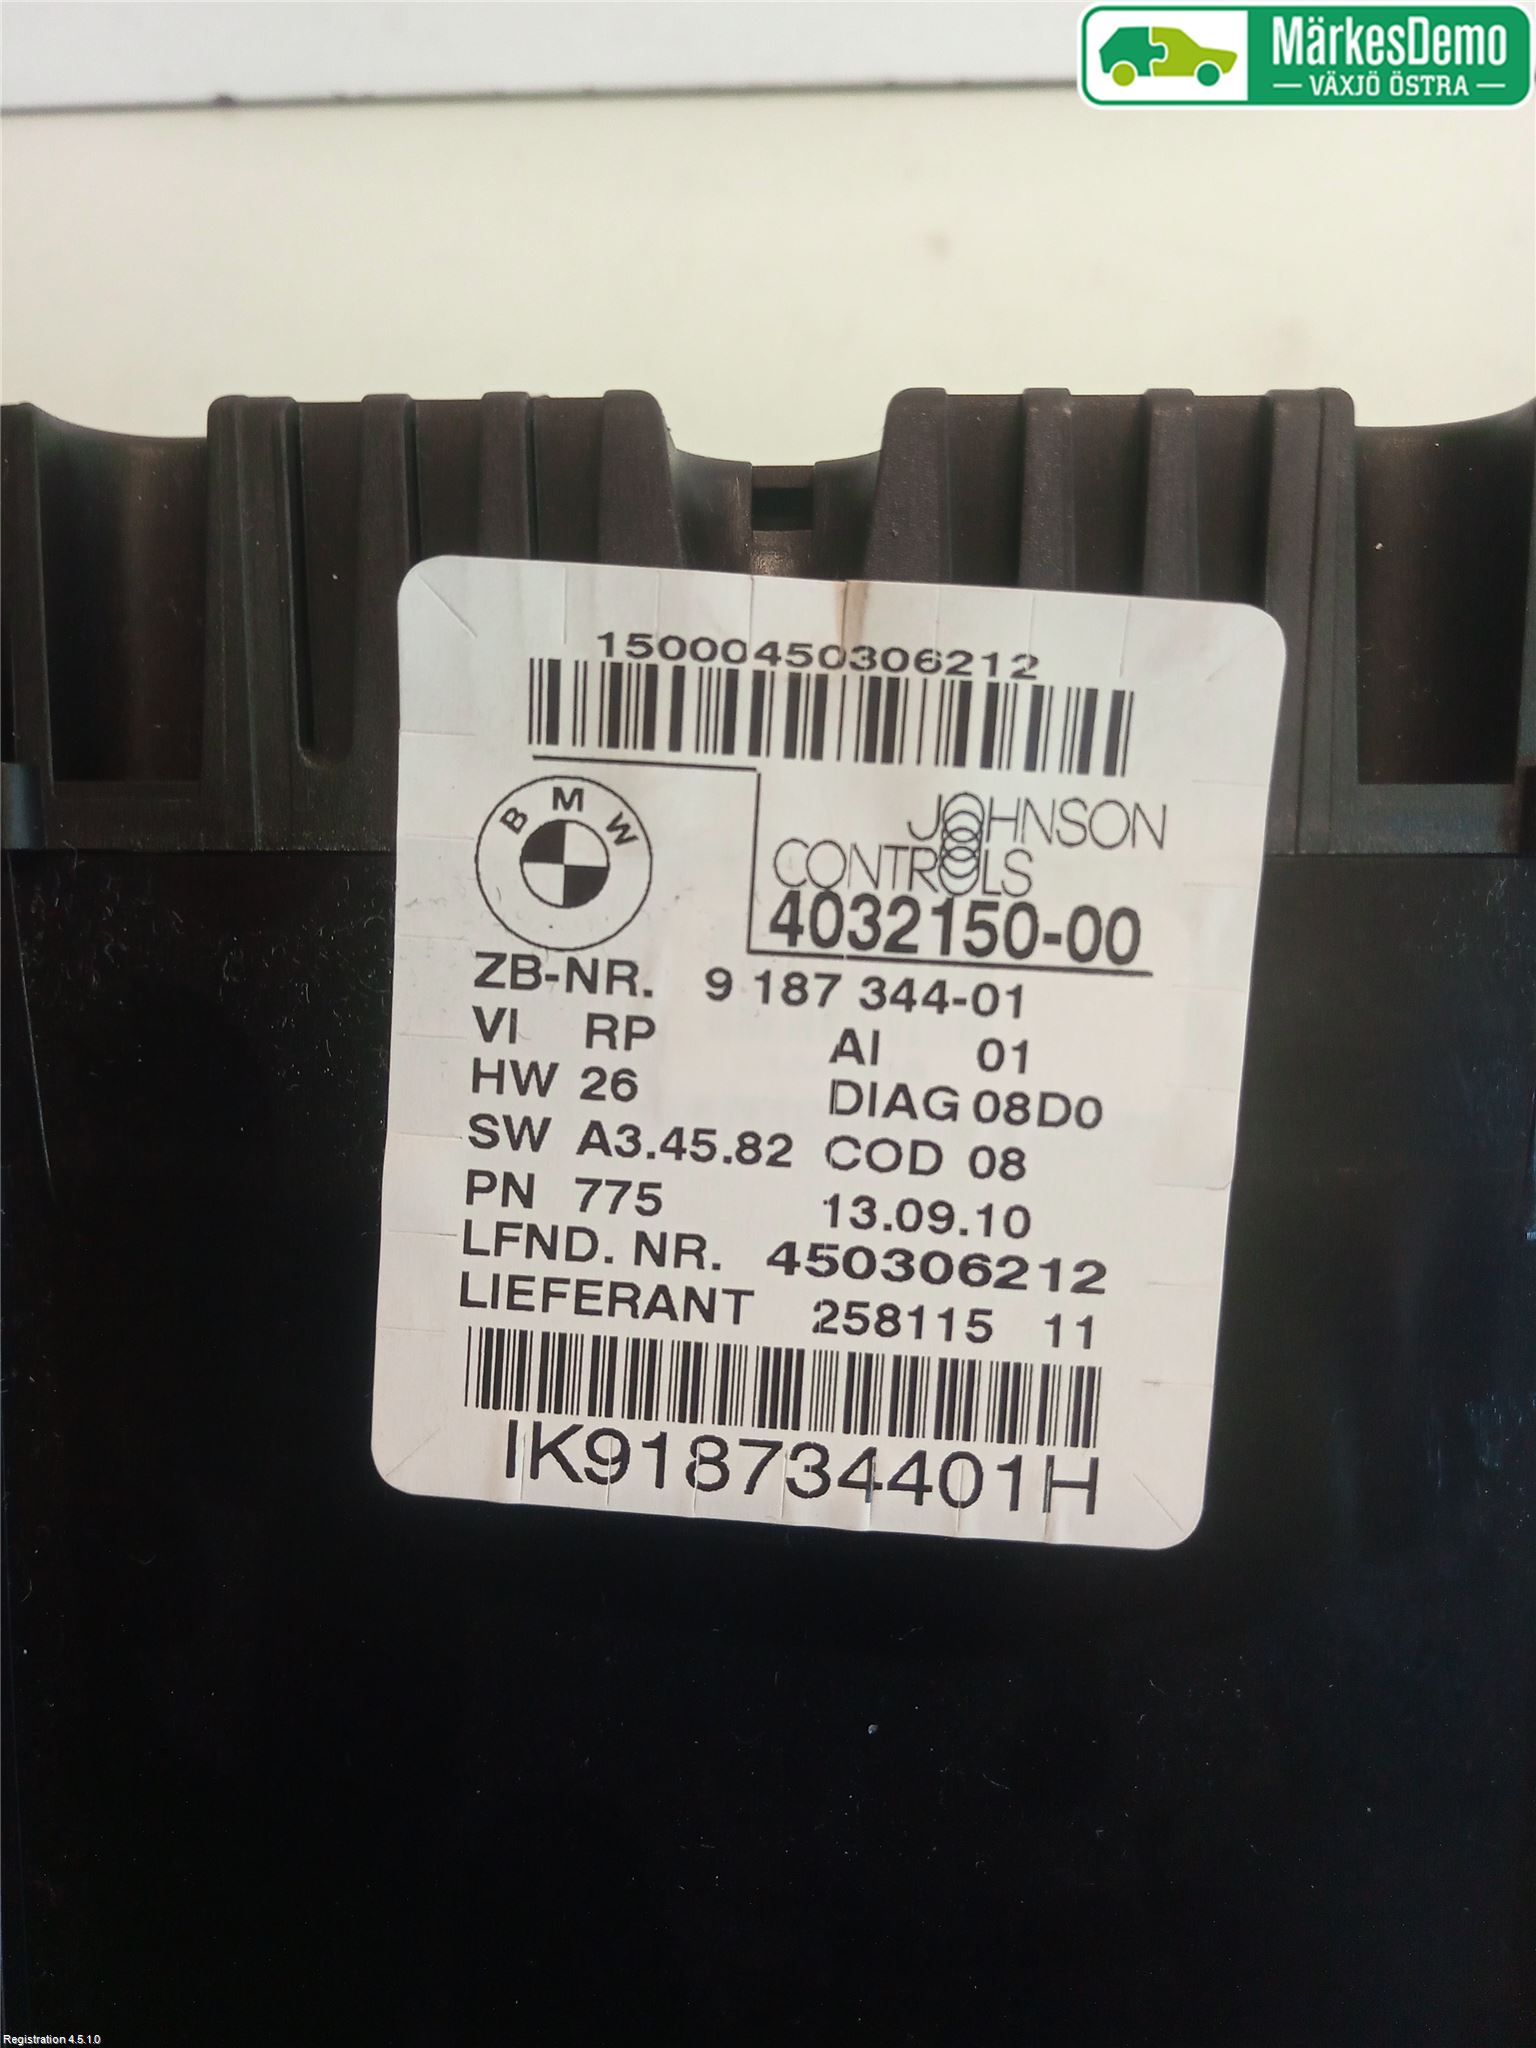 MärkesDemo
VÄXJÖ ÖSTRA
15000450306212
BMW
JOHNSON
CONTROLS
4032150-00
ZB-NR. 9 187 344-01
VI RP AI 01
HW 26 DIAG 08D0
SW A3.45.82 COD 08
PN 775 13.09.10
LFND. NR. 450306212
LIEFERANT 258115 11
IK918734401H
Registration 4.5.1.0